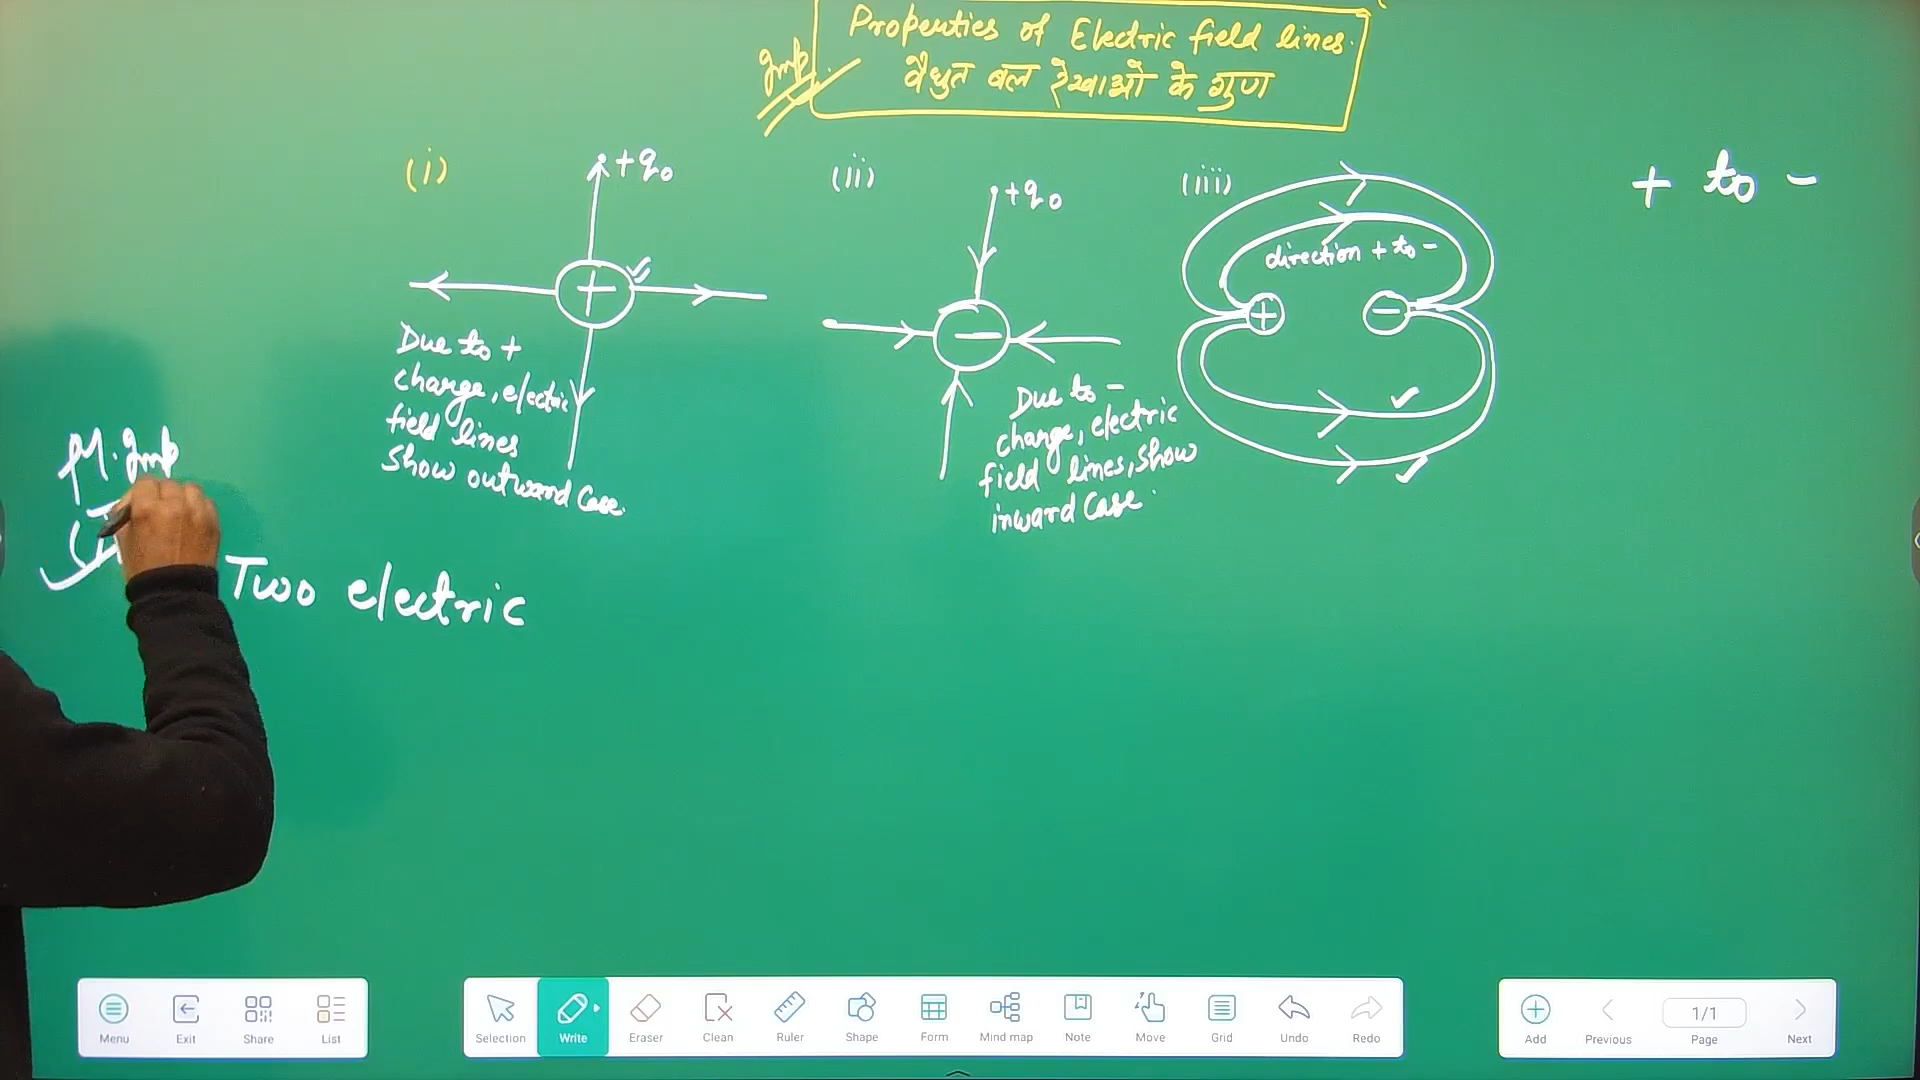 Properties of Electric field lines.
Imp.
वैधुत बल रेखाओं के गुण
(i)
+q₀
+
Due to +
charge, electric
field lines
show outward Case.
(ii)
+q₀
−
Due to −
charge, electric
field lines, show
inward Case.
(iii)
direction + to −
+ −
+ to −
M. Imp
Two electric
Menu Exit Share List
Selection Write Eraser Clean Ruler Shape Form Mind map Note Move Grid Undo Redo
1/1
Add Previous Page Next